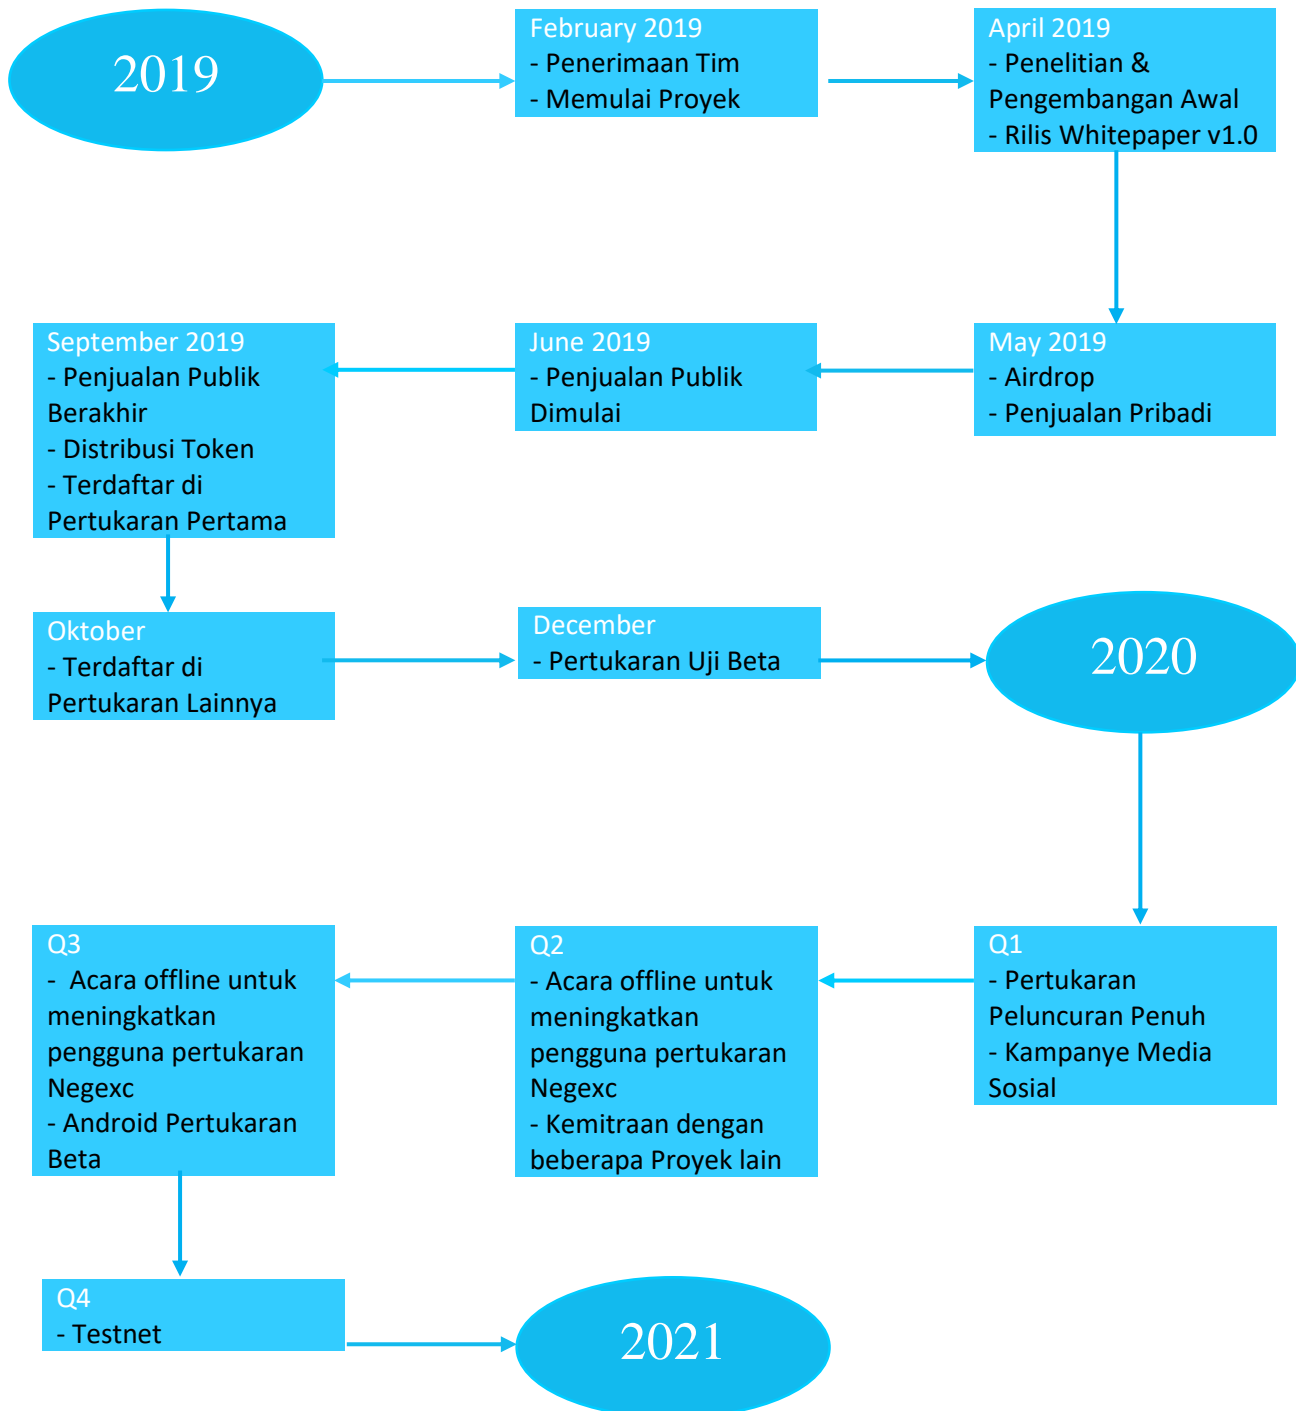 2019
February 2019
- Penerimaan Tim
- Memulai Proyek
April 2019
- Penelitian &
Pengembangan Awal
- Rilis Whitepaper v1.0
May 2019
- Airdrop
- Penjualan Pribadi
June 2019
- Penjualan Publik
Dimulai
September 2019
- Penjualan Publik
Berakhir
- Distribusi Token
- Terdaftar di
Pertukaran Pertama
Oktober
- Terdaftar di
Pertukaran Lainnya
December
- Pertukaran Uji Beta
2020
Q1
- Pertukaran
Peluncuran Penuh
- Kampanye Media
Sosial
Q2
- Acara offline untuk
meningkatkan
pengguna pertukaran
Negexc
- Kemitraan dengan
beberapa Proyek lain
Q3
-  Acara offline untuk
meningkatkan
pengguna pertukaran
Negexc
- Android Pertukaran
Beta
Q4
- Testnet
2021